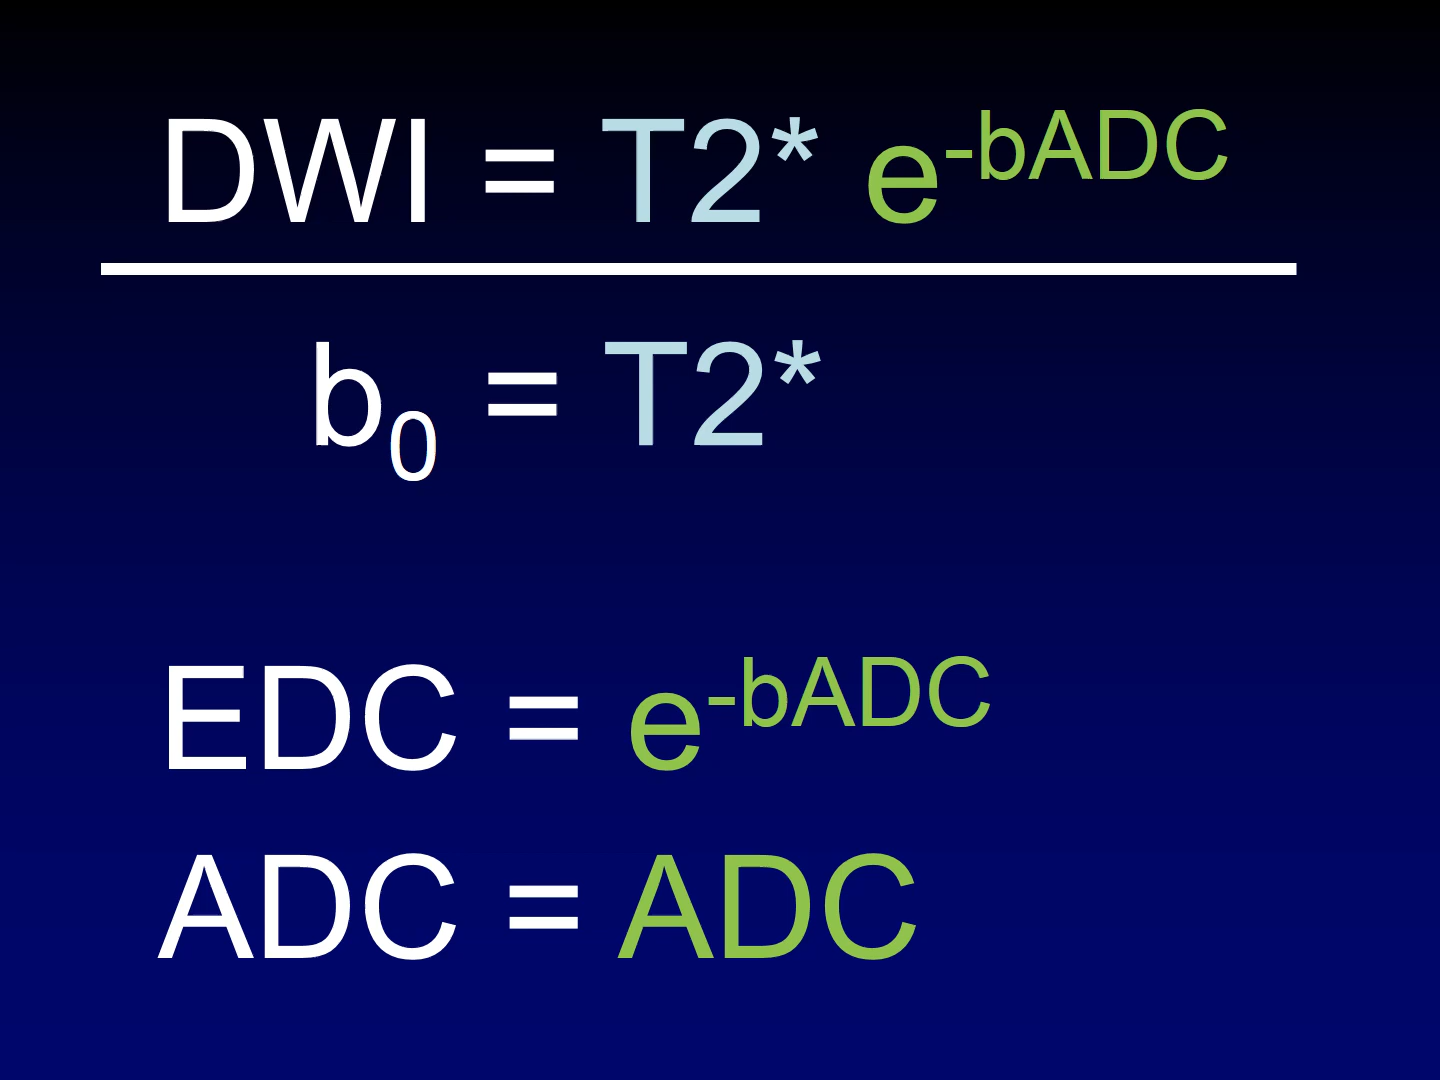 DWI = T2* e-bADC
b0 = T2*
EDC = e-bADC
ADC = ADC